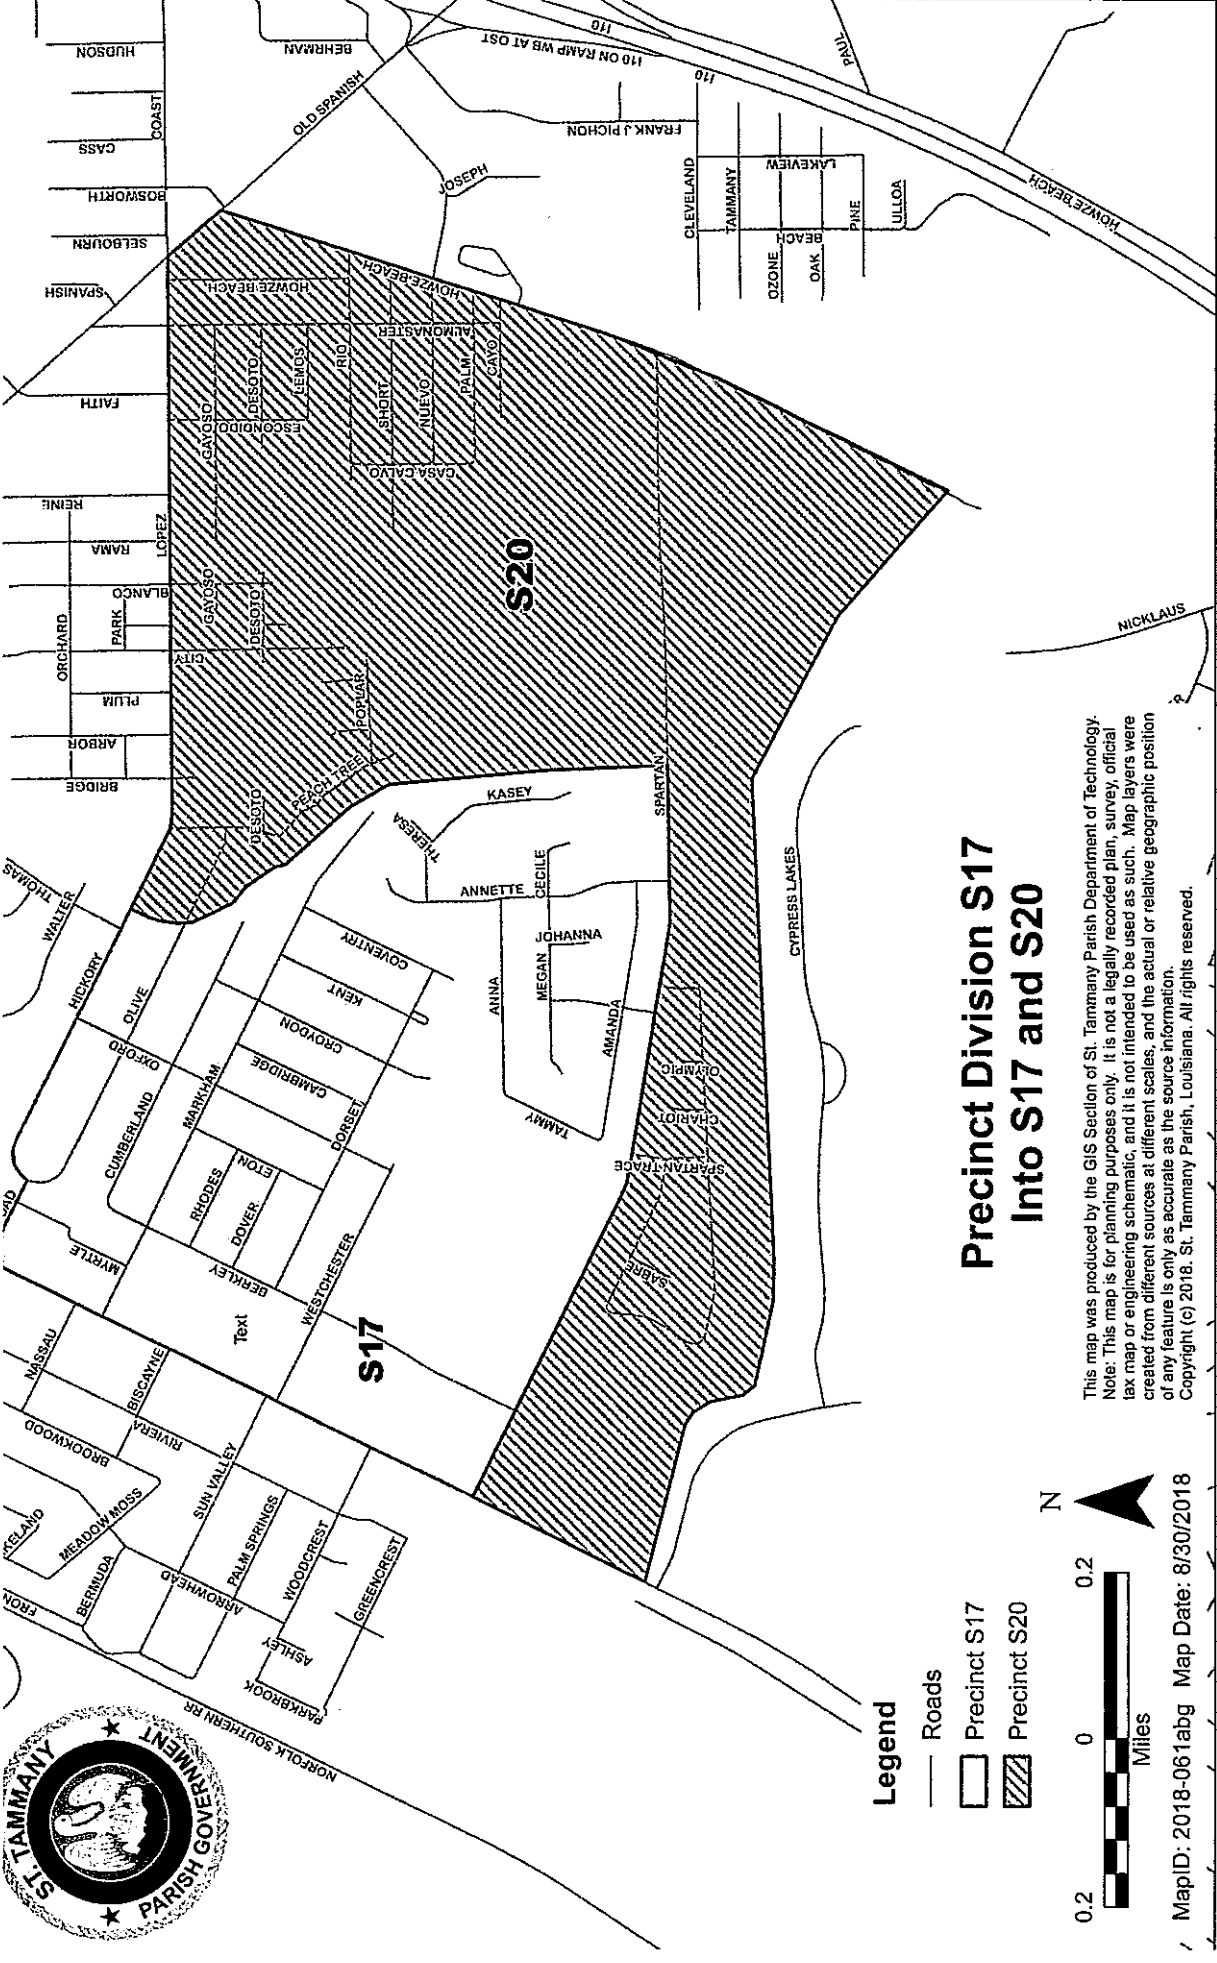 ST. TAMMANY
PARISH GOVERNMENT
Precinct Division S17
Into S17 and S20
This map was produced by the GIS Section of St. Tammany Parish Department of Technology.
Note: This map is for planning purposes only. It is not a legally recorded plan, survey, official
tax map or engineering schematic, and it is not intended to be used as such. Map layers were
created from different sources at different scales, and the actual or relative geographic position
of any feature is only as accurate as the source information.
Copyright (c) 2018. St. Tammany Parish, Louisiana. All rights reserved.
Legend
Roads
Precinct S17
Precinct S20
N
0.2 0 0.2
Miles
MapID: 2018-061abg Map Date: 8/30/2018
S17
S20
Text
NORFOLK SOUTHERN RR
FRON
KELAND
BERMUDA
MEADOW MOSS
BROOKWOOD
NASSAU
BISCAYNE
RIVIERA
SUN VALLEY
PALM SPRINGS
ARROWHEAD
WOODCREST
GREENCREST
ASHLEY
PARKBROOK
OAD
MYRTLE
BERKLEY
WESTCHESTER
RHODES
DOVER
ETON
DORSET
CUMBERLAND
MARKHAM
OXFORD
OLIVE
HICKORY
CAMBRIDGE
CROYDON
KENT
COVENTRY
WALTER
THOMAS
TAMMY
ANNA
AMANDA
MEGAN
JOHANNA
CECILE
ANNETTE
THERESA
KASEY
SPARTAN
SABRE
SPARTAN TRACE
CHARIOT
OLYMPIC
CYPRESS LAKES
NICKLAUS
BRIDGE
ARBOR
PLUM
ORCHARD
PARK
BLANCO
RAMA
REINE
LOPEZ
CITY
GAYOSO
DESOTO
DESOTO
PEACH TREE
POPLAR
FAITH
SPANISH
SELBOURN
BOSWORTH
CASS
COAST
HUDSON
BEHRMAN
OLD SPANISH
GAYOSO
ESCONDIDO
DESOTO
LEMOS
RIO
SHORT
NUEVO
PALM
CAYO
CASA CALVO
ALMONASTER
HOWZE BEACH
HOWZE BEACH
JOSEPH
FRANK J PICHON
I10 ON RAMP WB AT OST
I10
I10
PAUL
CLEVELAND
TAMMANY
LAKEVIEW
BEACH
OZONE
OAK
PINE
ULLOA
HOWZE BEACH